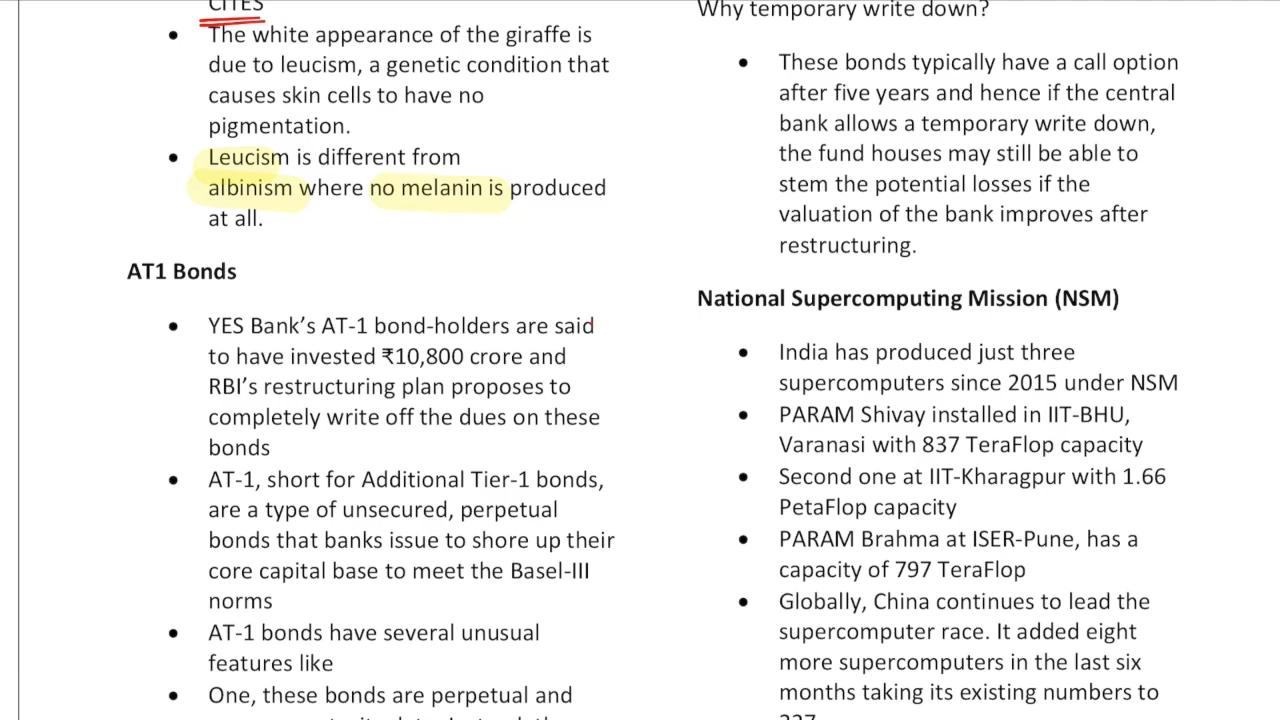 CITES
The white appearance of the giraffe is
due to leucism, a genetic condition that
causes skin cells to have no
pigmentation.
Leucism is different from
albinism where no melanin is produced
at all.
AT1 Bonds
YES Bank's AT-1 bond-holders are said
to have invested ₹10,800 crore and
RBI's restructuring plan proposes to
completely write off the dues on these
bonds
AT-1, short for Additional Tier-1 bonds,
are a type of unsecured, perpetual
bonds that banks issue to shore up their
core capital base to meet the Basel-III
norms
AT-1 bonds have several unusual
features like
One, these bonds are perpetual and
Why temporary write down?
These bonds typically have a call option
after five years and hence if the central
bank allows a temporary write down,
the fund houses may still be able to
stem the potential losses if the
valuation of the bank improves after
restructuring.
National Supercomputing Mission (NSM)
India has produced just three
supercomputers since 2015 under NSM
PARAM Shivay installed in IIT-BHU,
Varanasi with 837 TeraFlop capacity
Second one at IIT-Kharagpur with 1.66
PetaFlop capacity
PARAM Brahma at ISER-Pune, has a
capacity of 797 TeraFlop
Globally, China continues to lead the
supercomputer race. It added eight
more supercomputers in the last six
months taking its existing numbers to